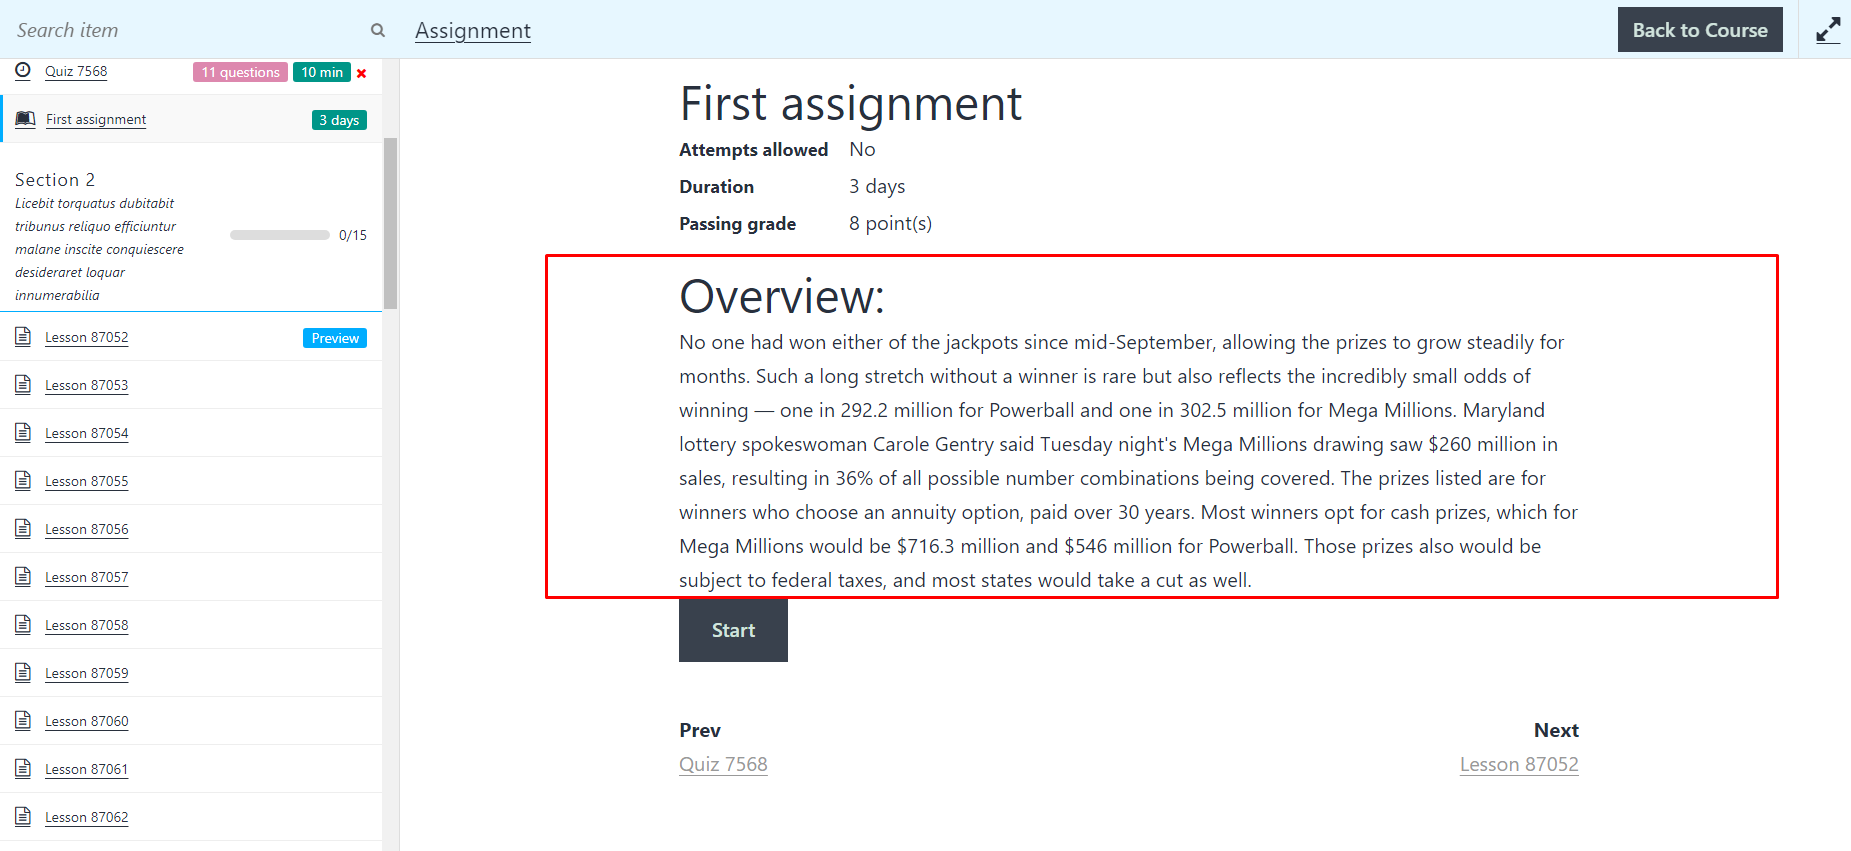 Search item
Assignment
Back to Course
Quiz 7568
11 questions
10 min
First assignment
3 days
Section 2
Licebit torquatus dubitabit
tribunus reliquo efficiuntur
malane inscite conquiescere
desideraret loquar
innumerabilia
0/15
Lesson 87052
Preview
Lesson 87053
Lesson 87054
Lesson 87055
Lesson 87056
Lesson 87057
Lesson 87058
Lesson 87059
Lesson 87060
Lesson 87061
Lesson 87062
First assignment
Attempts allowed No
Duration 3 days
Passing grade 8 point(s)
Overview:
No one had won either of the jackpots since mid-September, allowing the prizes to grow steadily for
months. Such a long stretch without a winner is rare but also reflects the incredibly small odds of
winning — one in 292.2 million for Powerball and one in 302.5 million for Mega Millions. Maryland
lottery spokeswoman Carole Gentry said Tuesday night's Mega Millions drawing saw $260 million in
sales, resulting in 36% of all possible number combinations being covered. The prizes listed are for
winners who choose an annuity option, paid over 30 years. Most winners opt for cash prizes, which for
Mega Millions would be $716.3 million and $546 million for Powerball. Those prizes also would be
subject to federal taxes, and most states would take a cut as well.
Start
Prev
Quiz 7568
Next
Lesson 87052